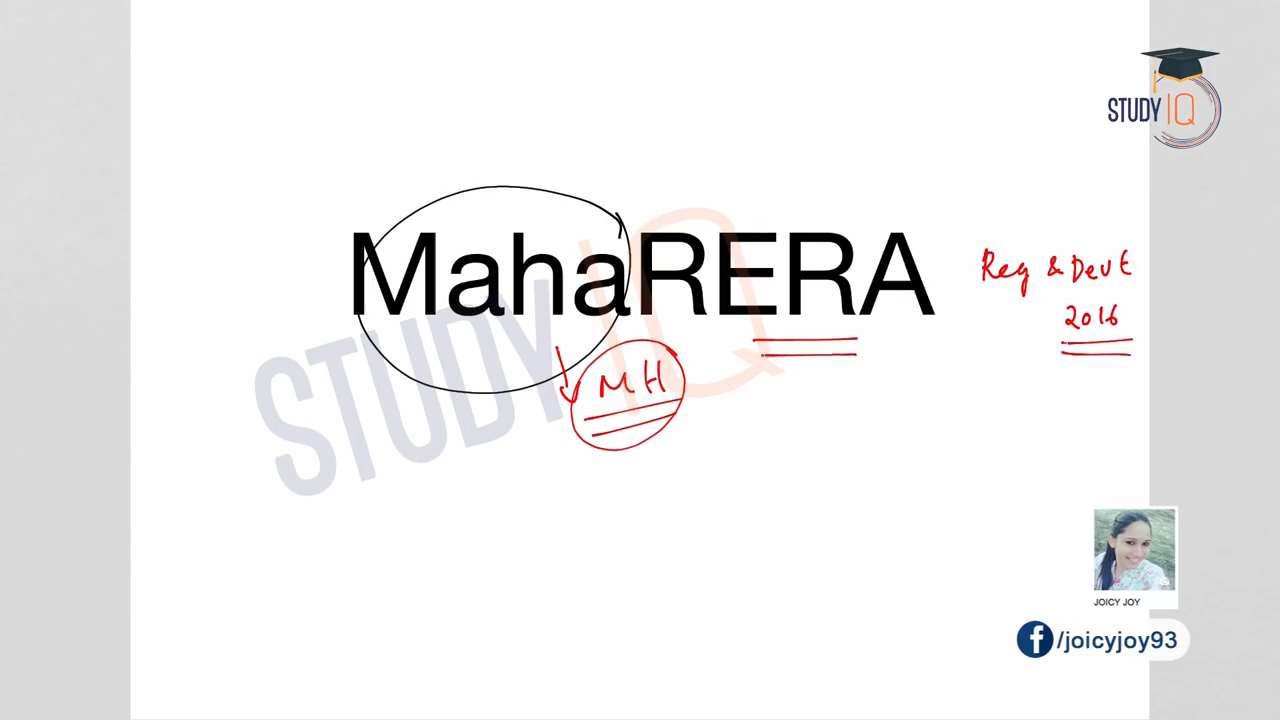 STUDY IQ
MahaRERA
Reg & Devt
2016
MH
STUDY IQ
JOICY JOY
/joicyjoy93